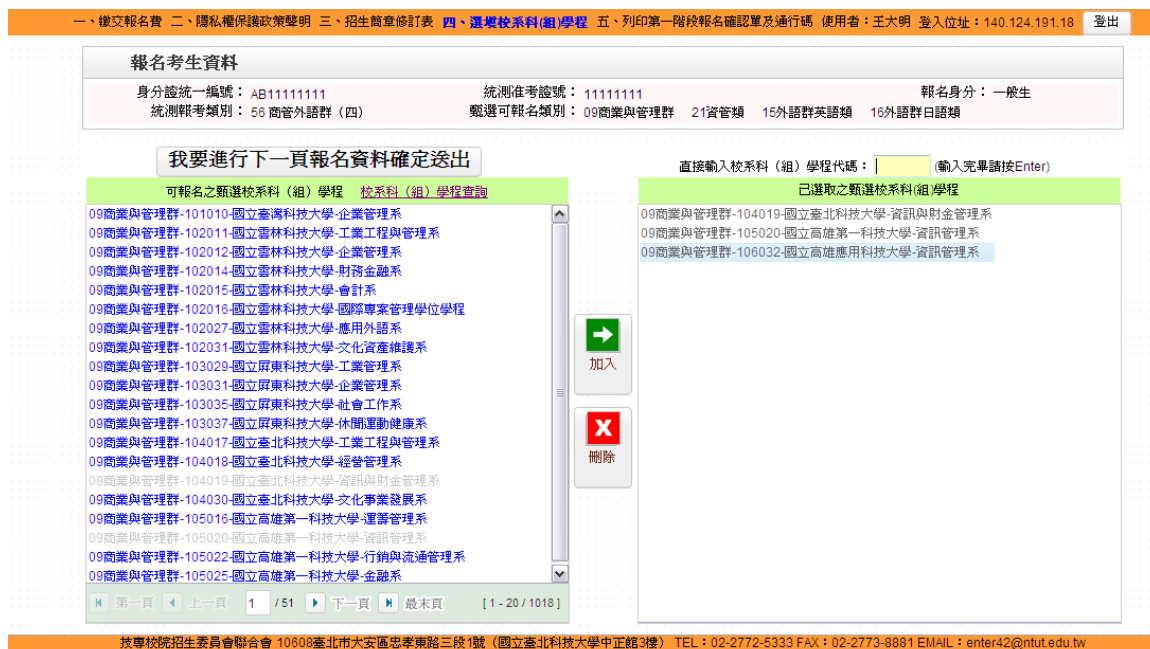 一、繳交報名費 二、隱私權保護政策聲明 三、招生簡章修訂表 四、選填校系科(組)學程 五、列印第一階段報名確認單及通行碼 使用者：王大明 登入位址：140.124.191.18 登出
報名考生資料
身分證統一編號： AB11111111 統測准考證號： 11111111 報名身分： 一般生
統測報考類別： 56 商管外語群（四） 甄選可報名類別： 09商業與管理群 21資管類 15外語群英語類 16外語群日語類
我要進行下一頁報名資料確定送出
直接輸入校系科（組）學程代碼： (輸入完畢請按Enter)
可報名之甄選校系科（組）學程 校系科（組）學程查詢
已選取之甄選校系科(組)學程
09商業與管理群-101010-國立臺灣科技大學-企業管理系
09商業與管理群-102011-國立雲林科技大學-工業工程與管理系
09商業與管理群-102012-國立雲林科技大學-企業管理系
09商業與管理群-102014-國立雲林科技大學-財務金融系
09商業與管理群-102015-國立雲林科技大學-會計系
09商業與管理群-102016-國立雲林科技大學-國際專案管理學位學程
09商業與管理群-102027-國立雲林科技大學-應用外語系
09商業與管理群-102031-國立雲林科技大學-文化資產維護系
09商業與管理群-103029-國立屏東科技大學-工業管理系
09商業與管理群-103031-國立屏東科技大學-企業管理系
09商業與管理群-103035-國立屏東科技大學-社會工作系
09商業與管理群-103037-國立屏東科技大學-休閒運動健康系
09商業與管理群-104017-國立臺北科技大學-工業工程與管理系
09商業與管理群-104018-國立臺北科技大學-經營管理系
09商業與管理群-104019-國立臺北科技大學-資訊與財金管理系
09商業與管理群-104030-國立臺北科技大學-文化事業發展系
09商業與管理群-105016-國立高雄第一科技大學-運籌管理系
09商業與管理群-105020-國立高雄第一科技大學-資訊管理系
09商業與管理群-105022-國立高雄第一科技大學-行銷與流通管理系
09商業與管理群-105025-國立高雄第一科技大學-金融系
加入
刪除
09商業與管理群-104019-國立臺北科技大學-資訊與財金管理系
09商業與管理群-105020-國立高雄第一科技大學-資訊管理系
09商業與管理群-106032-國立高雄應用科技大學-資訊管理系
第一頁 上一頁 1 /51 下一頁 最末頁 [1 - 20 / 1018]
技專校院招生委員會聯合會 10608臺北市大安區忠孝東路三段1號（國立臺北科技大學中正館3樓） TEL：02-2772-5333 FAX：02-2773-8881 EMAIL：enter42@ntut.edu.tw